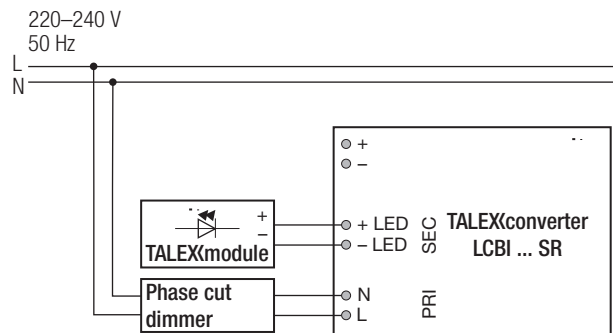 220–240 V
50 Hz
L
N
+
–
+
–
TALEXmodule
+ LED
– LED
SEC
TALEXconverter
LCBI ... SR
Phase cut
dimmer
N
L
PRI